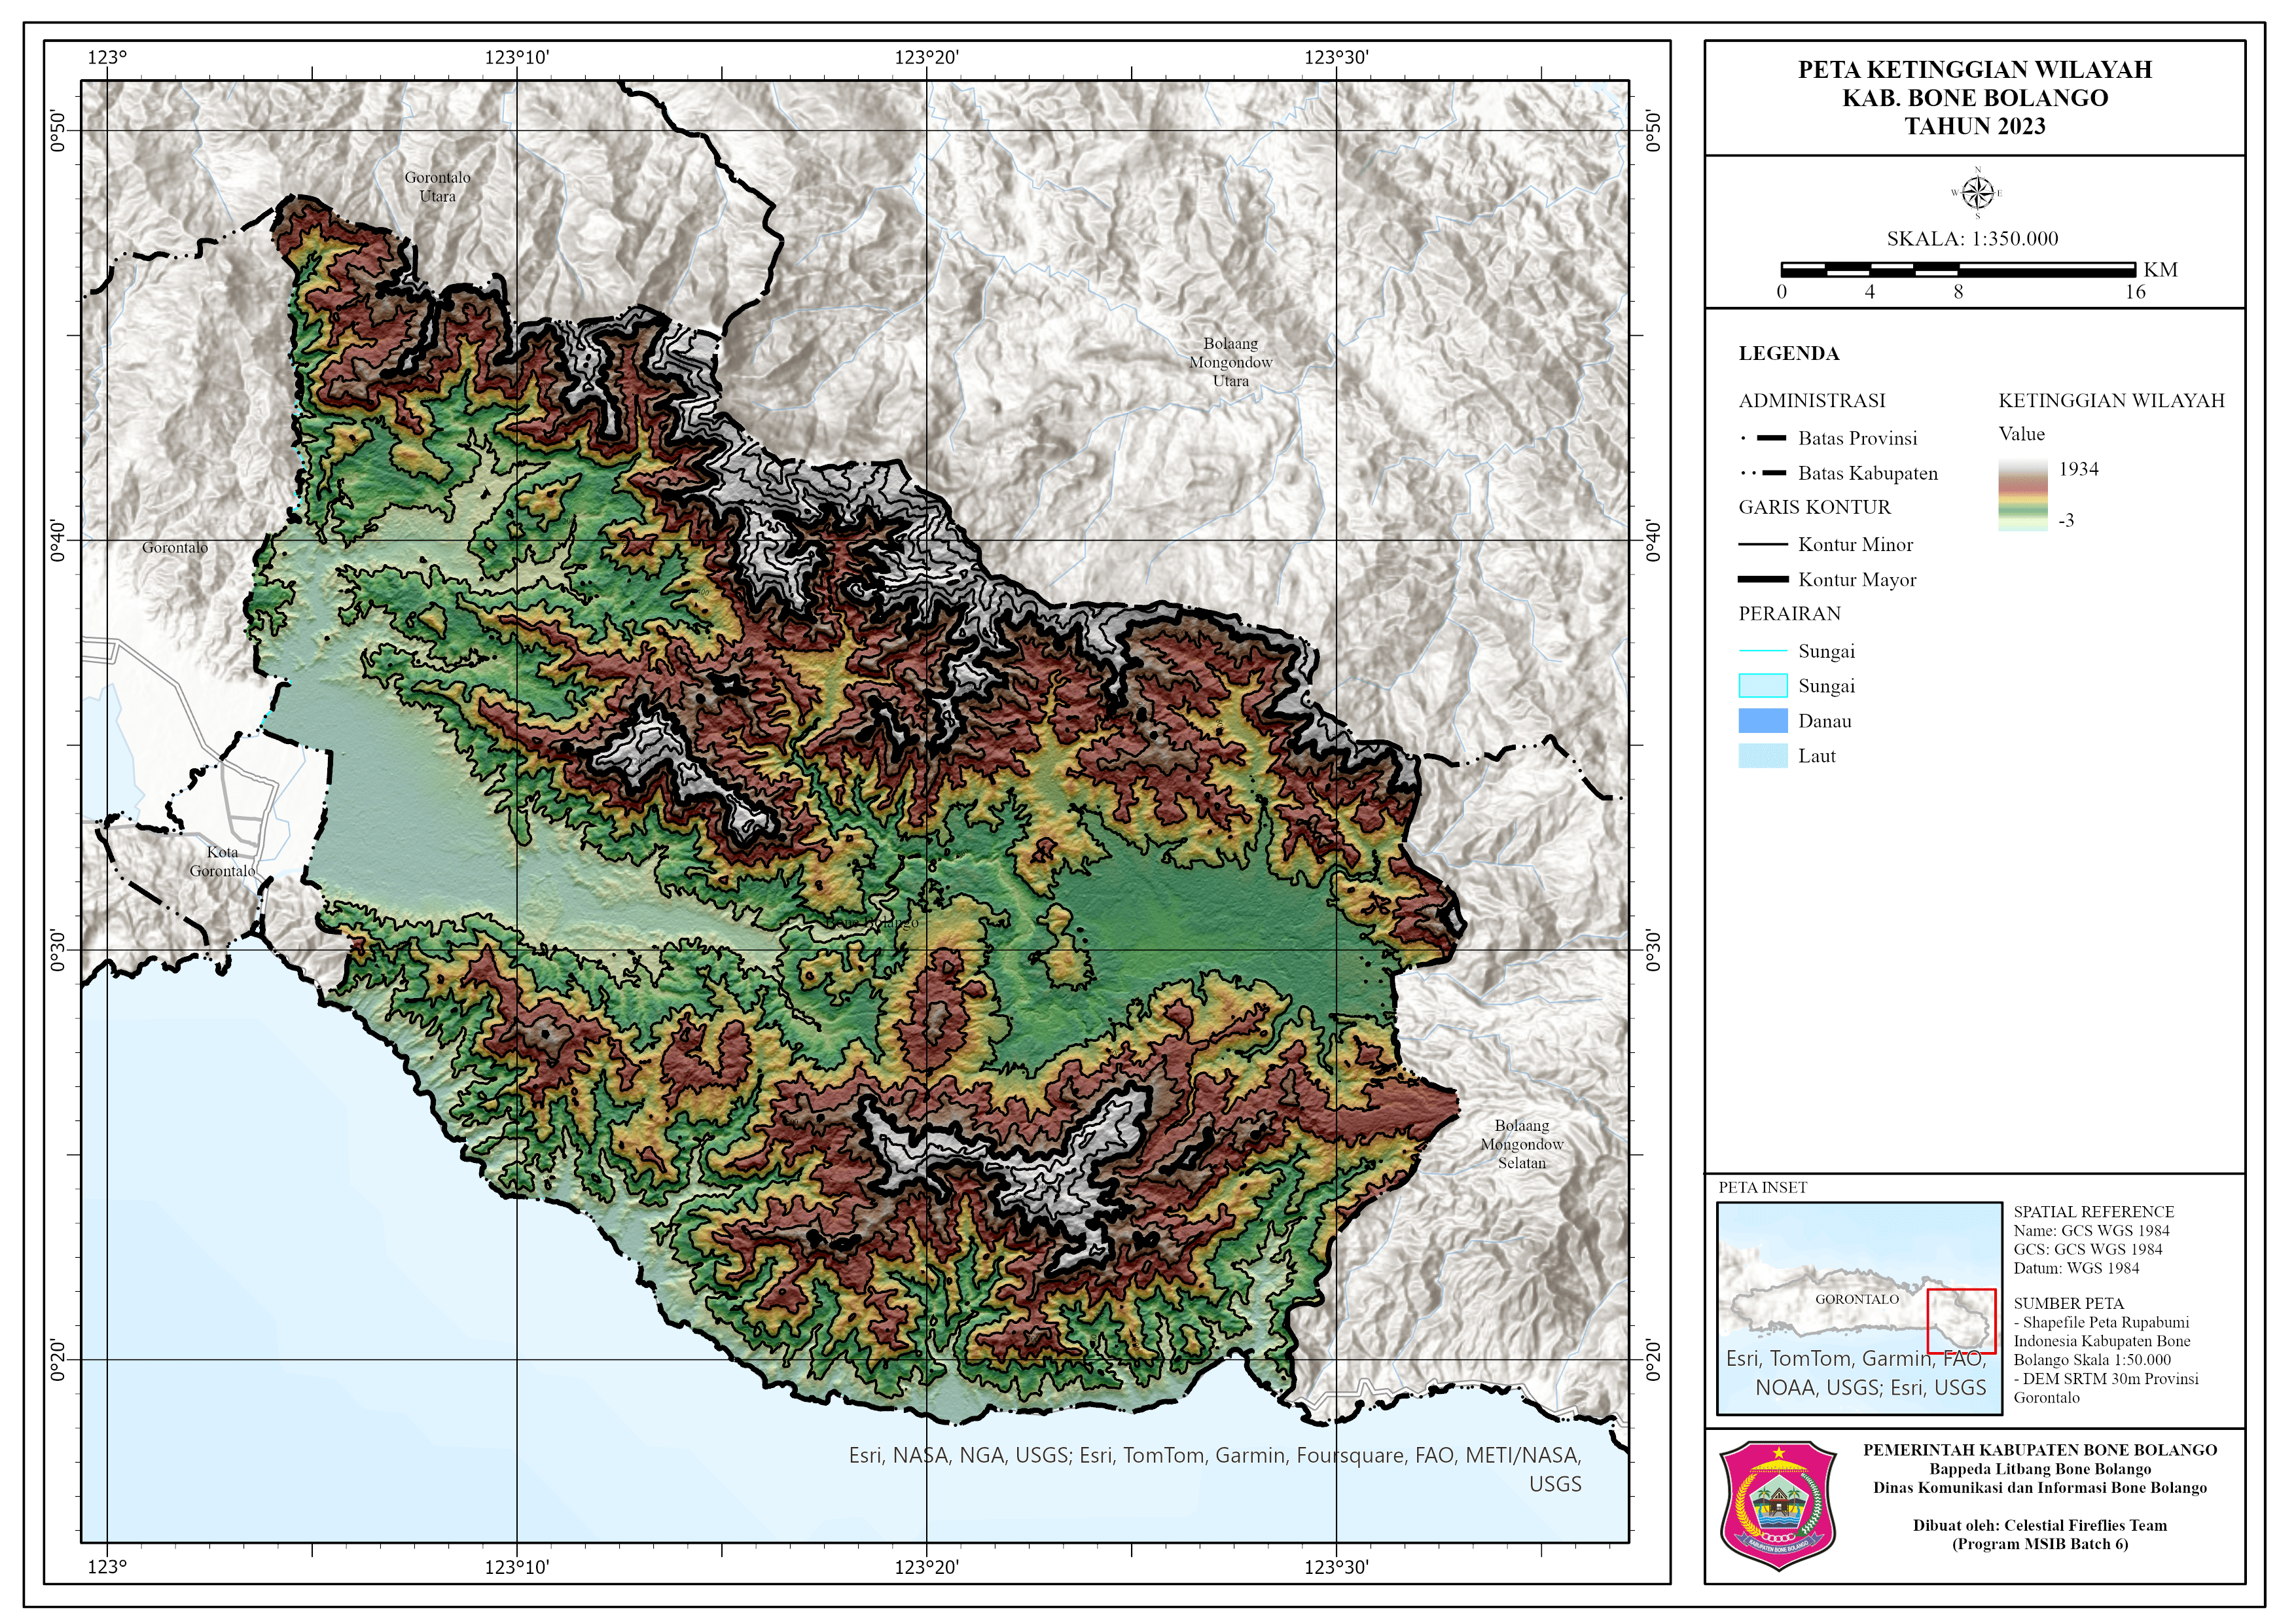 123°
123°10'
123°20'
123°30'
0°50'
0°50'
Gorontalo
Utara
Bolaang
Mongondow
Utara
0°40'
Gorontalo
0°40'
Kota
Gorontalo
Bone Bolango
0°30'
0°30'
Bolaang
Mongondow
Selatan
0°20'
0°20'
Esri, NASA, NGA, USGS; Esri, TomTom, Garmin, Foursquare, FAO, METI/NASA,
USGS
123°
123°10'
123°20'
123°30'
PETA KETINGGIAN WILAYAH
KAB. BONE BOLANGO
TAHUN 2023
N
W E
S
SKALA: 1:350.000
KM
0 4 8 16
LEGENDA
ADMINISTRASI
Batas Provinsi
Batas Kabupaten
GARIS KONTUR
Kontur Minor
Kontur Mayor
PERAIRAN
Sungai
Sungai
Danau
Laut
KETINGGIAN WILAYAH
Value
1934
-3
PETA INSET
GORONTALO
Esri, TomTom, Garmin, FAO,
NOAA, USGS; Esri, USGS
SPATIAL REFERENCE
Name: GCS WGS 1984
GCS: GCS WGS 1984
Datum: WGS 1984
SUMBER PETA
- Shapefile Peta Rupabumi
Indonesia Kabupaten Bone
Bolango Skala 1:50.000
- DEM SRTM 30m Provinsi
Gorontalo
KABUPATEN BONE BOLANGO
PEMERINTAH KABUPATEN BONE BOLANGO
Bappeda Litbang Bone Bolango
Dinas Komunikasi dan Informasi Bone Bolango
Dibuat oleh: Celestial Fireflies Team
(Program MSIB Batch 6)